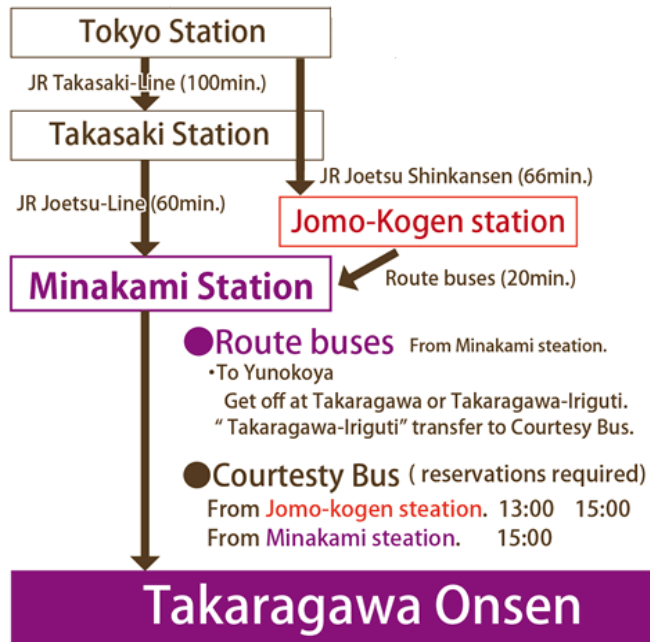 Tokyo Station
JR Takasaki-Line (100min.)
Takasaki Station
JR Joetsu Shinkansen (66min.)
JR Joetsu-Line (60min.)
Jomo-Kogen station
Minakami Station
Route buses (20min.)
●Route buses From Minakami steation.
・To Yunokoya
Get off at Takaragawa or Takaragawa-Iriguti.
“ Takaragawa-Iriguti” transfer to Courtesy Bus.
●Courtesty Bus ( reservations required)
From Jomo-kogen steation. 13:00 15:00
From Minakami steation. 15:00
Takaragawa Onsen